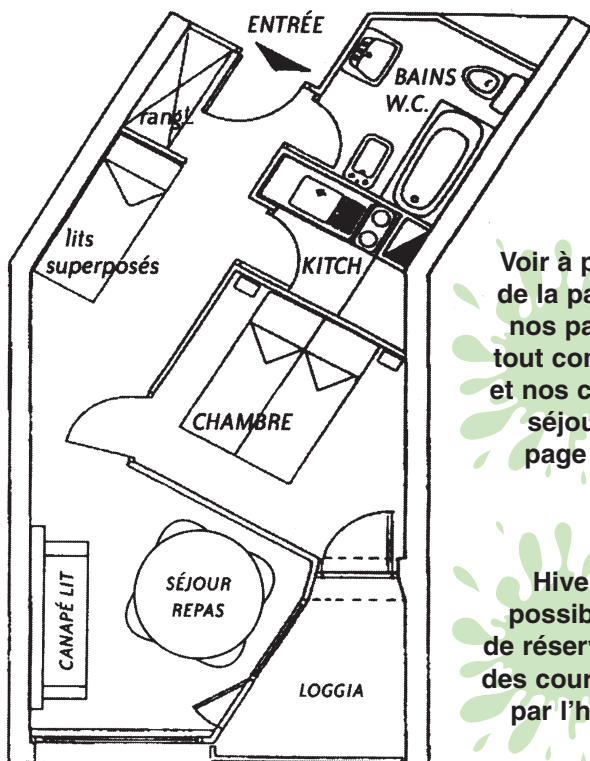 ENTRÉE
BAINS
W.C.
rangt
lits
superposés
KITCH
CHAMBRE
CANAPÉ LIT
SÉJOUR
REPAS
LOGGIA
Voir à p
de la pa
nos pa
tout con
et nos c
séjou
page
Hive
possib
de réserv
des cour
par l'h